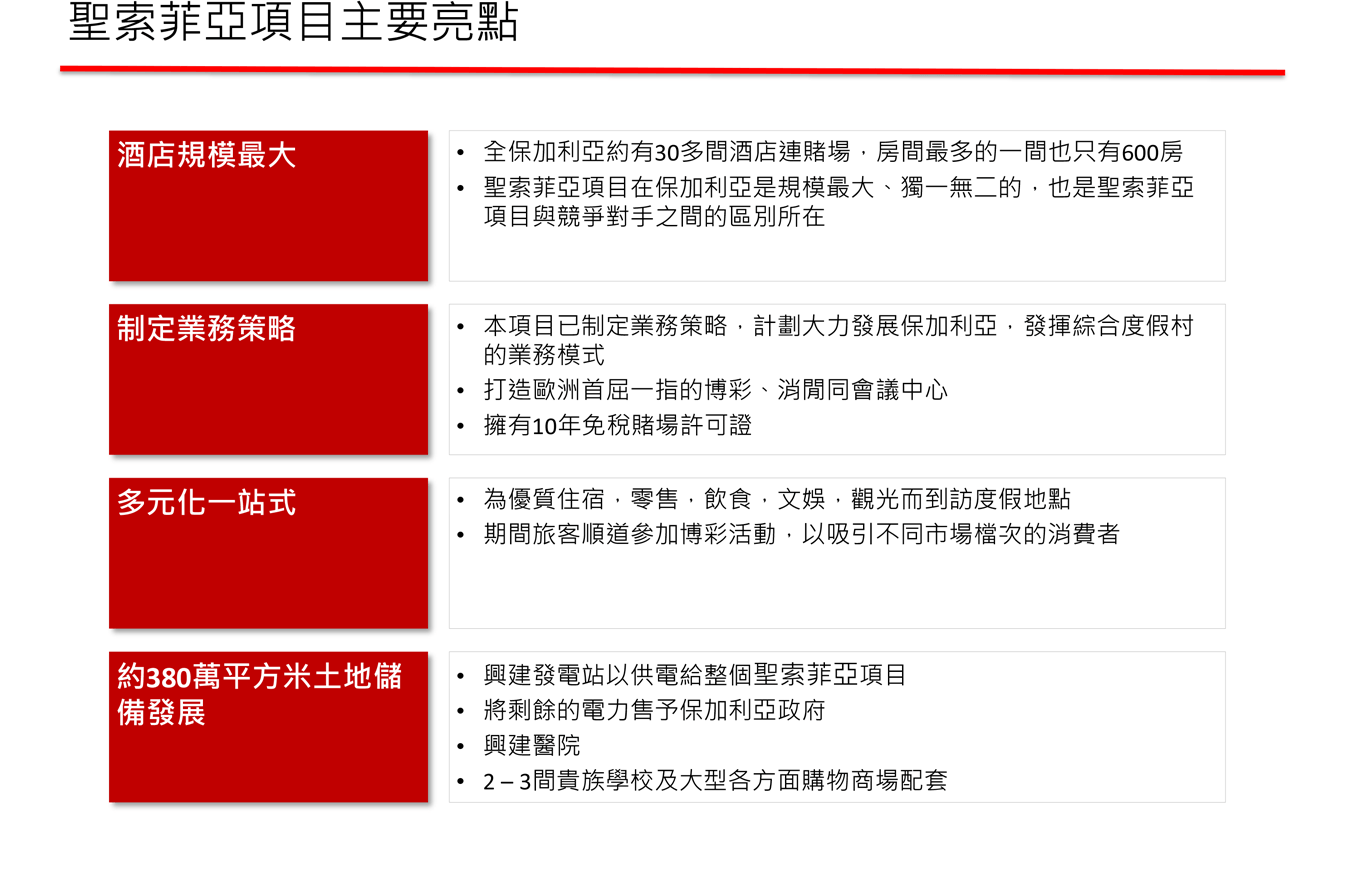 聖索菲亞項目主要亮點
酒店規模最大
• 全保加利亞約有30多間酒店連賭場，房間最多的一間也只有600房
• 聖索菲亞項目在保加利亞是規模最大、獨一無二的，也是聖索菲亞
項目與競爭對手之間的區別所在
制定業務策略
• 本項目已制定業務策略，計劃大力發展保加利亞，發揮綜合度假村
的業務模式
• 打造歐洲首屈一指的博彩、消閒同會議中心
• 擁有10年免稅賭場許可證
多元化一站式
• 為優質住宿，零售，飲食，文娛，觀光而到訪度假地點
• 期間旅客順道參加博彩活動，以吸引不同市場檔次的消費者
約380萬平方米土地儲
備發展
• 興建發電站以供電給整個聖索菲亞項目
• 將剩餘的電力售予保加利亞政府
• 興建醫院
• 2 – 3間貴族學校及大型各方面購物商場配套